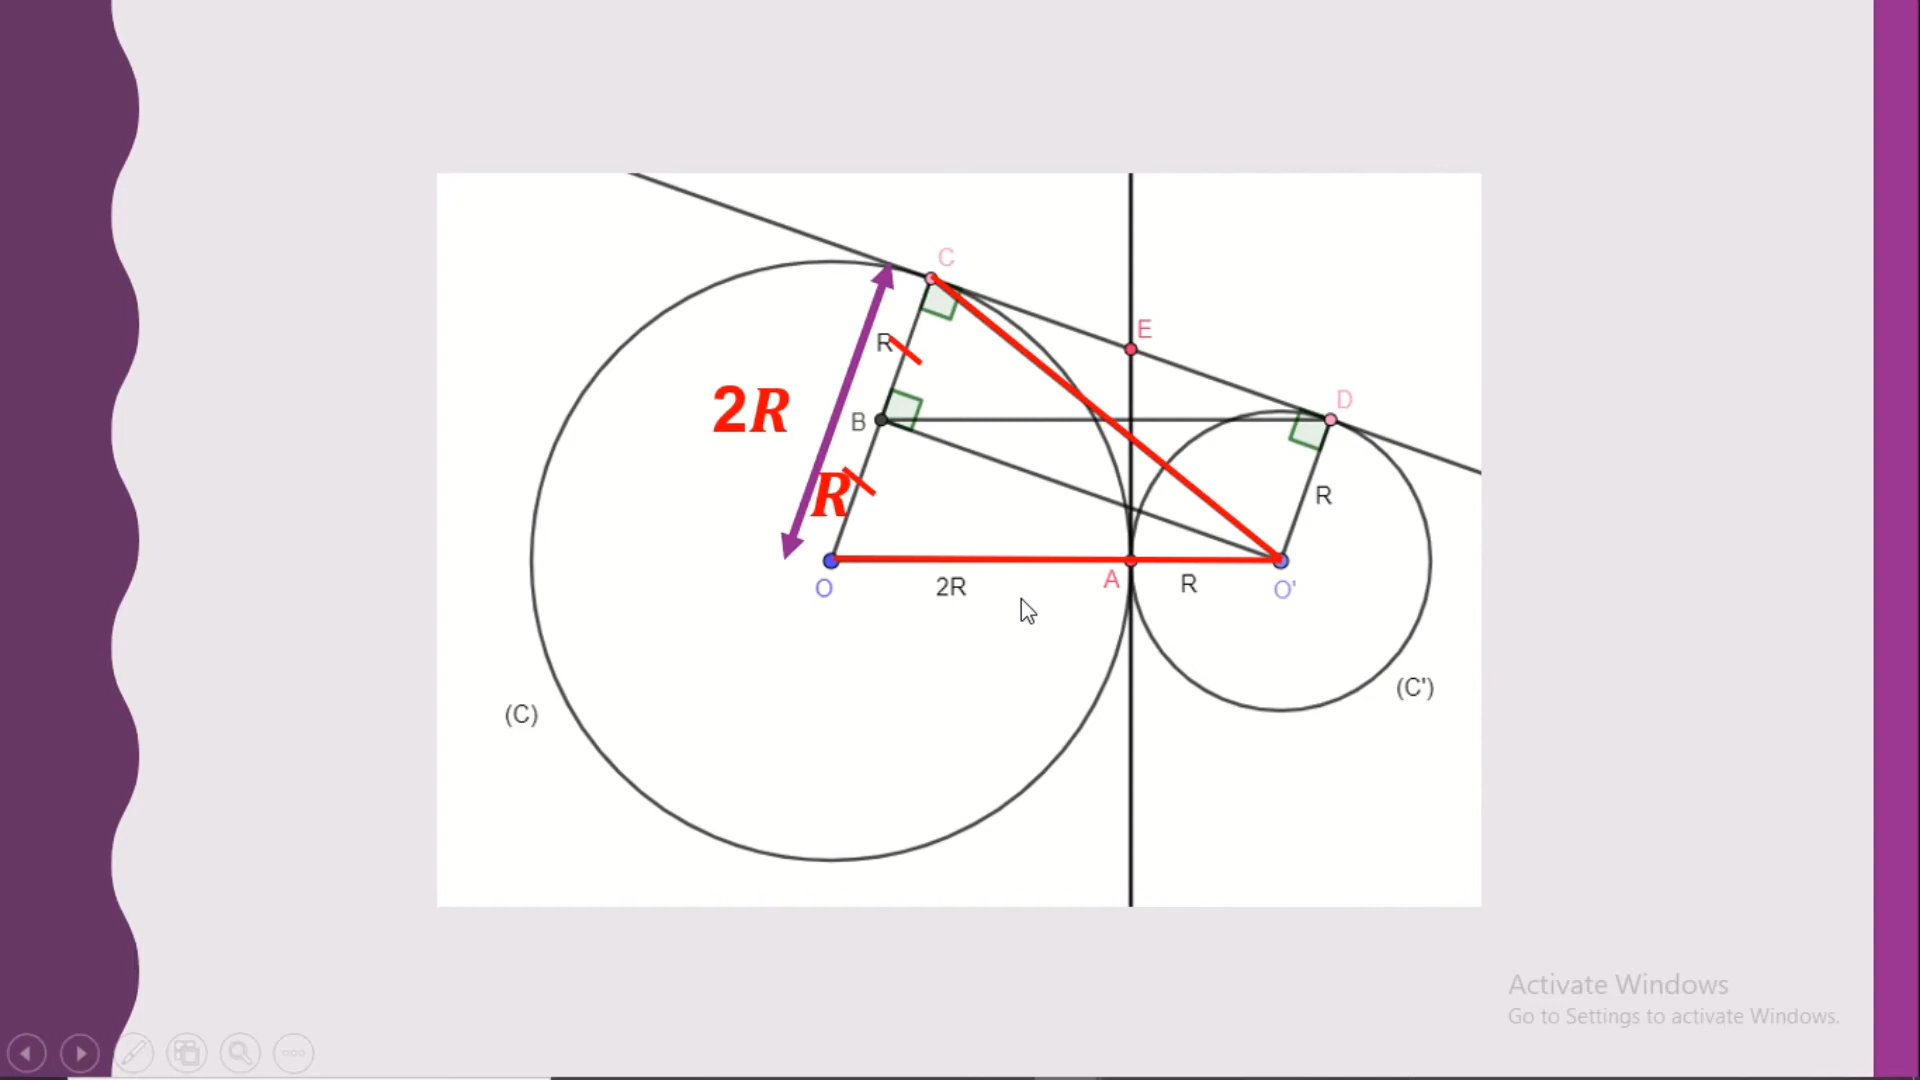 C
E
R
2R
D
B
R
R
O
2R
A
R
O'
(C)
(C')
Activate Windows
Go to Settings to activate Windows.